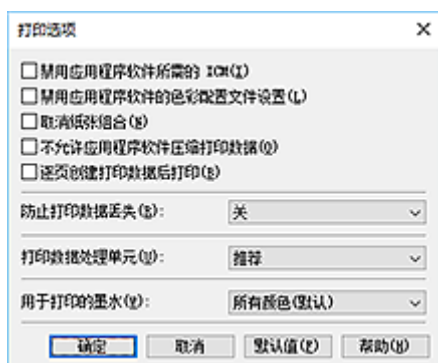 打印选项
禁用应用程序软件所需的 ICM(I)
禁用应用程序软件的色彩配置文件设置(L)
取消纸张组合(N)
不允许应用程序软件压缩打印数据(O)
逐页创建打印数据后打印(B)
防止打印数据丢失(R): 关
打印数据处理单元(U): 推荐
用于打印的墨水(Y): 所有颜色(默认)
确定 取消 默认值(F) 帮助(H)